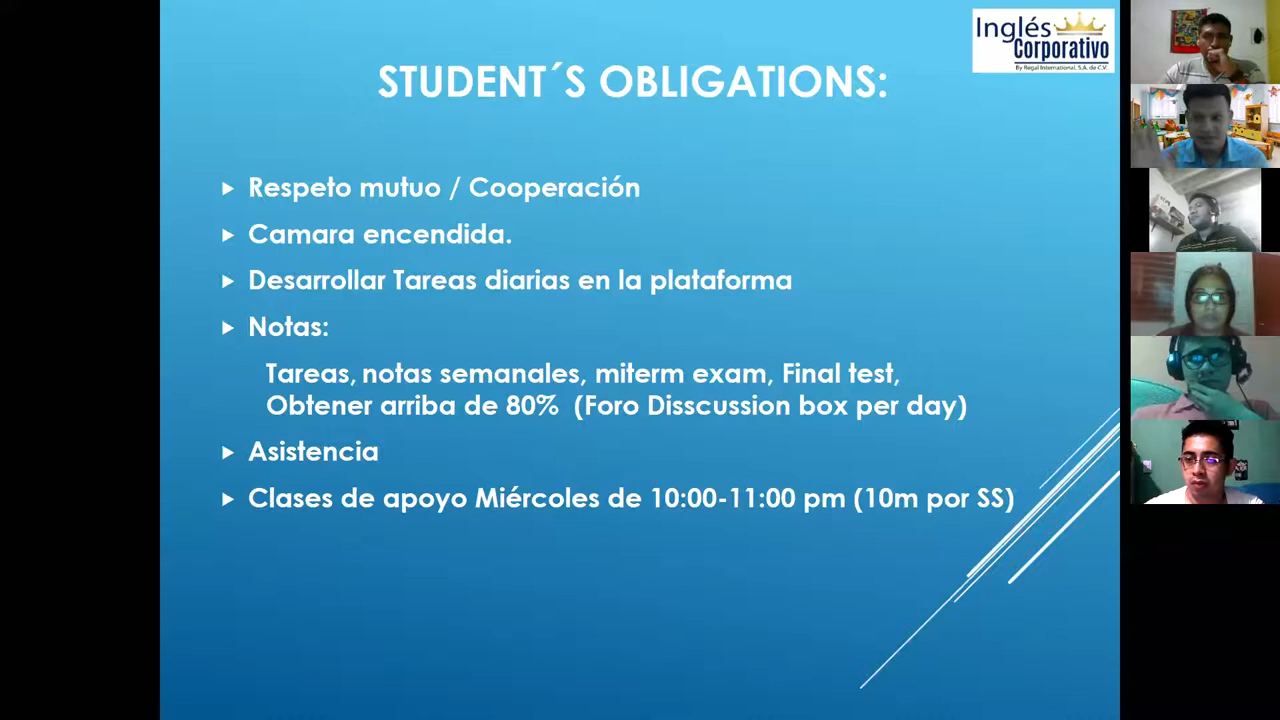 Inglés
Corporativo
By Regal International, S.A. de C.V.
STUDENT´S OBLIGATIONS:
Respeto mutuo / Cooperación
Camara encendida.
Desarrollar Tareas diarias en la plataforma
Notas:
Tareas, notas semanales, miterm exam, Final test,
Obtener arriba de 80% (Foro Disscussion box per day)
Asistencia
Clases de apoyo Miércoles de 10:00-11:00 pm (10m por SS)